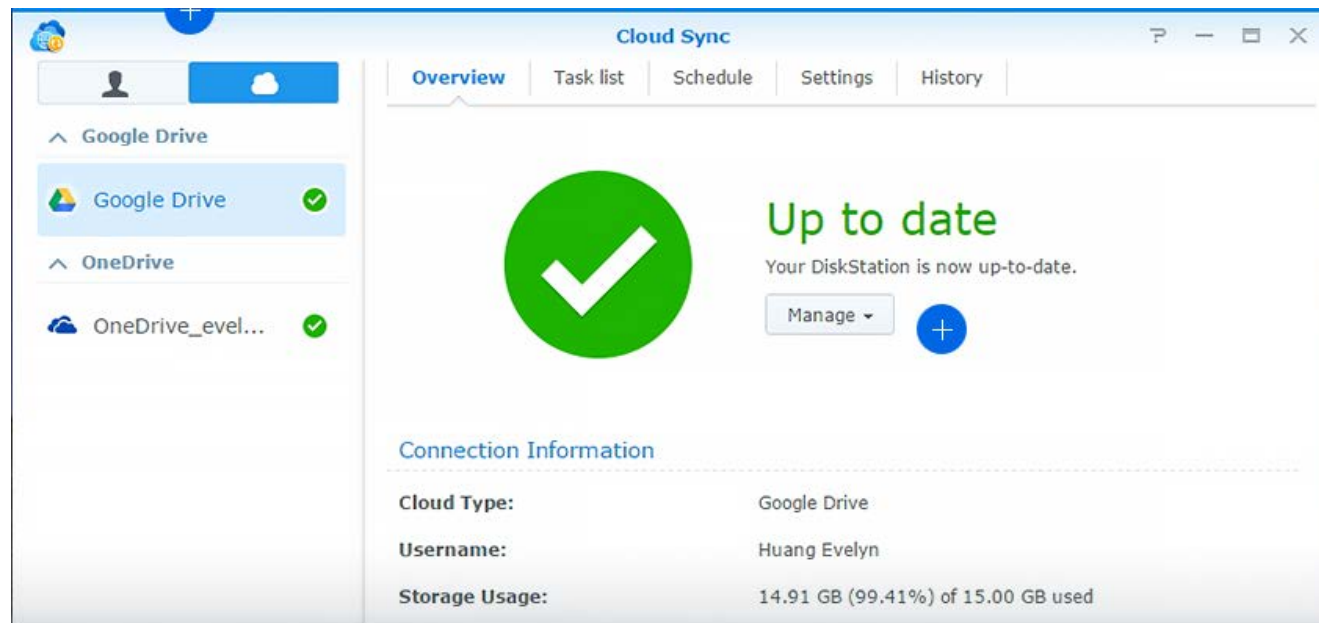 Cloud Sync
Overview
Task list
Schedule
Settings
History
Google Drive
Google Drive
OneDrive
OneDrive_evel...
Up to date
Your DiskStation is now up-to-date.
Manage
Connection Information
Cloud Type: Google Drive
Username: Huang Evelyn
Storage Usage: 14.91 GB (99.41%) of 15.00 GB used